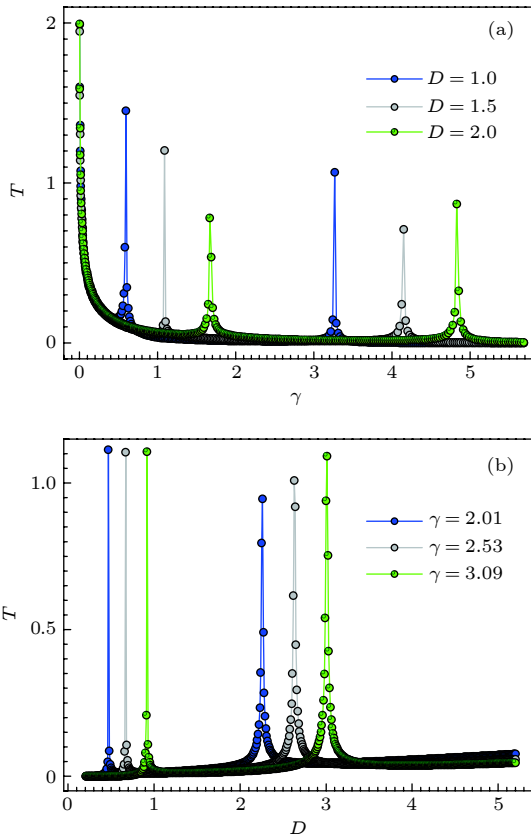 (a)
2
D = 1.0
D = 1.5
D = 2.0
T
1
0
0 1 2 3 4 5
γ
(b)
1.0
γ = 2.01
γ = 2.53
γ = 3.09
T
0.5
0
0 1 2 3 4 5
D